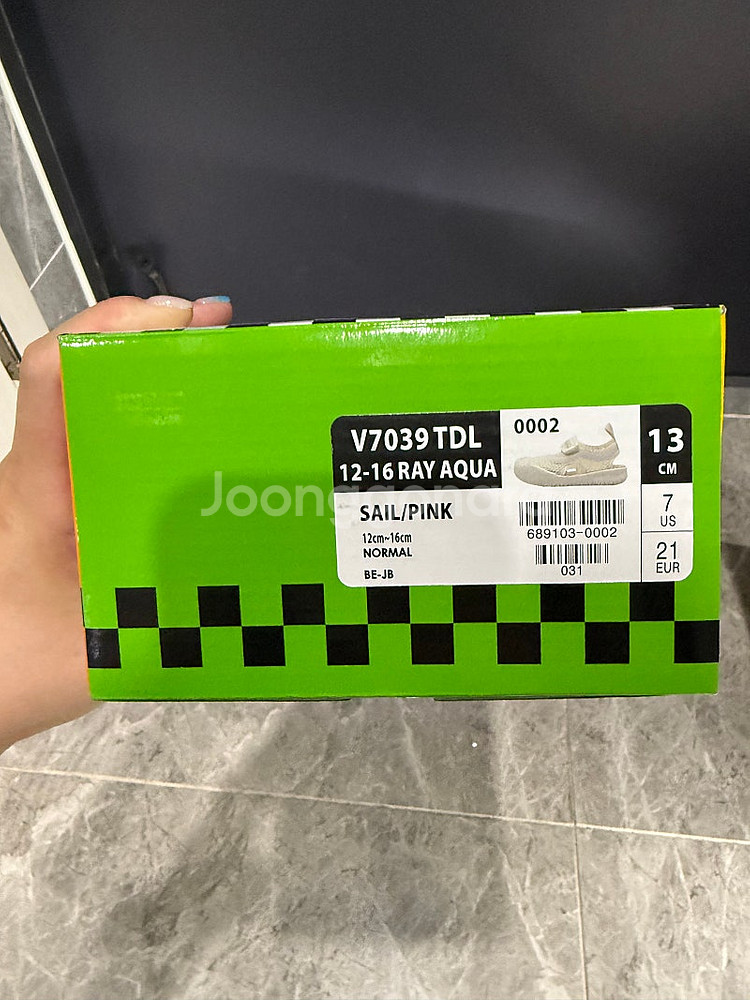 V7039 TDL
12-16 RAY AQUA
0002
13
CM
SAIL/PINK
12cm~16cm
NORMAL
BE-JB
689103-0002
031
7
US
21
EUR